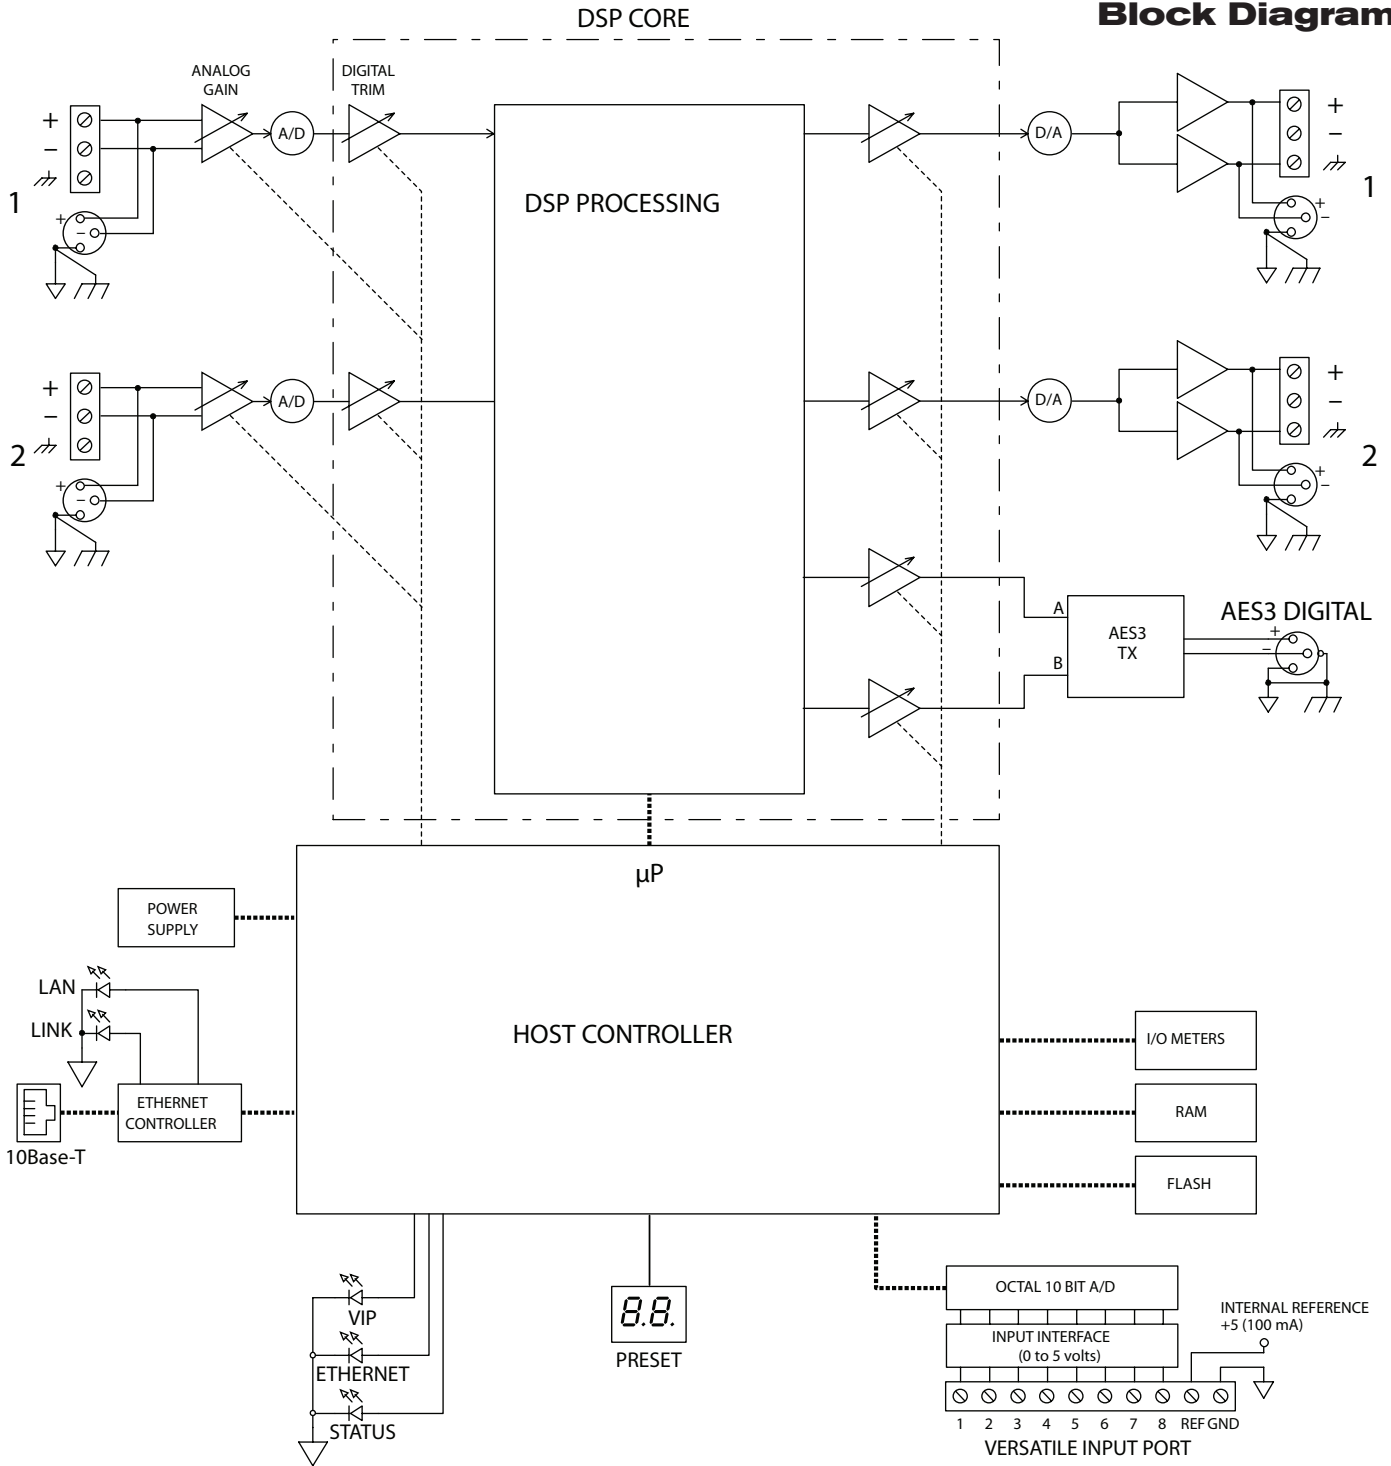 Block Diagram
DSP CORE
ANALOG
GAIN
DIGITAL
TRIM
+
−
1
+
−
A/D
DSP PROCESSING
D/A
+
−
1
+
−
+
−
2
+
−
A/D
D/A
+
−
2
+
−
A
B
AES3
TX
AES3 DIGITAL
+
−
µP
HOST CONTROLLER
POWER
SUPPLY
LAN
LINK
ETHERNET
CONTROLLER
10Base-T
I/O METERS
RAM
FLASH
VIP
ETHERNET
STATUS
8.8.
PRESET
OCTAL 10 BIT A/D
INPUT INTERFACE
(0 to 5 volts)
INTERNAL REFERENCE
+5 (100 mA)
1 2 3 4 5 6 7 8 REF GND
VERSATILE INPUT PORT